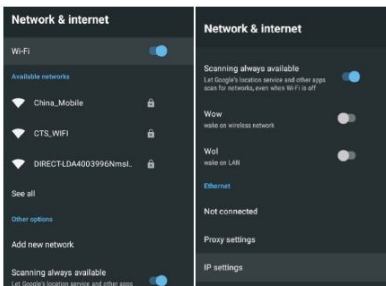 Network & internet
Wi-Fi
Available networks
China_Mobile
CTS_WIFI
DIRECT-LDA4003996Nmsl..
See all
Other options
Add new network
Scanning always available
Let Google's location service and other apps
Network & internet
Scanning always available
Let Google's location service and other apps
scan for networks, even when Wi-Fi is off
Wow
wake on wireless network
Wol
wake on LAN
Ethernet
Not connected
Proxy settings
IP settings